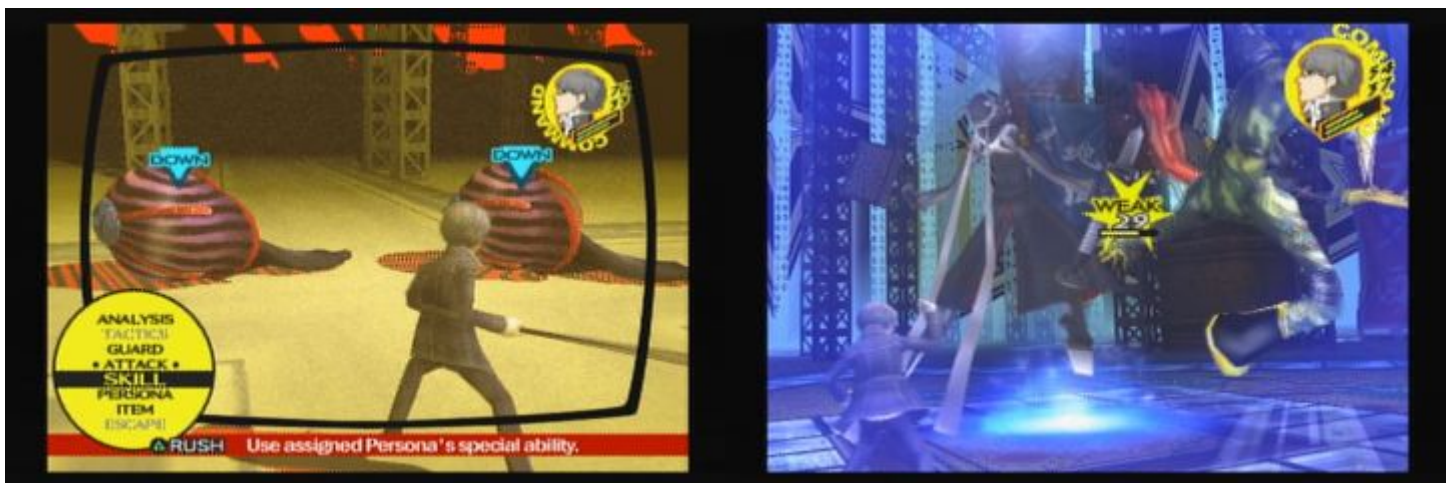 COMMAND
DOWN
DOWN
ANALYSIS
TACTICS
GUARD
• ATTACK •
SKILL
PERSONA
ITEM
ESCAPE
RUSH Use assigned Persona's special ability.
WEAK
29